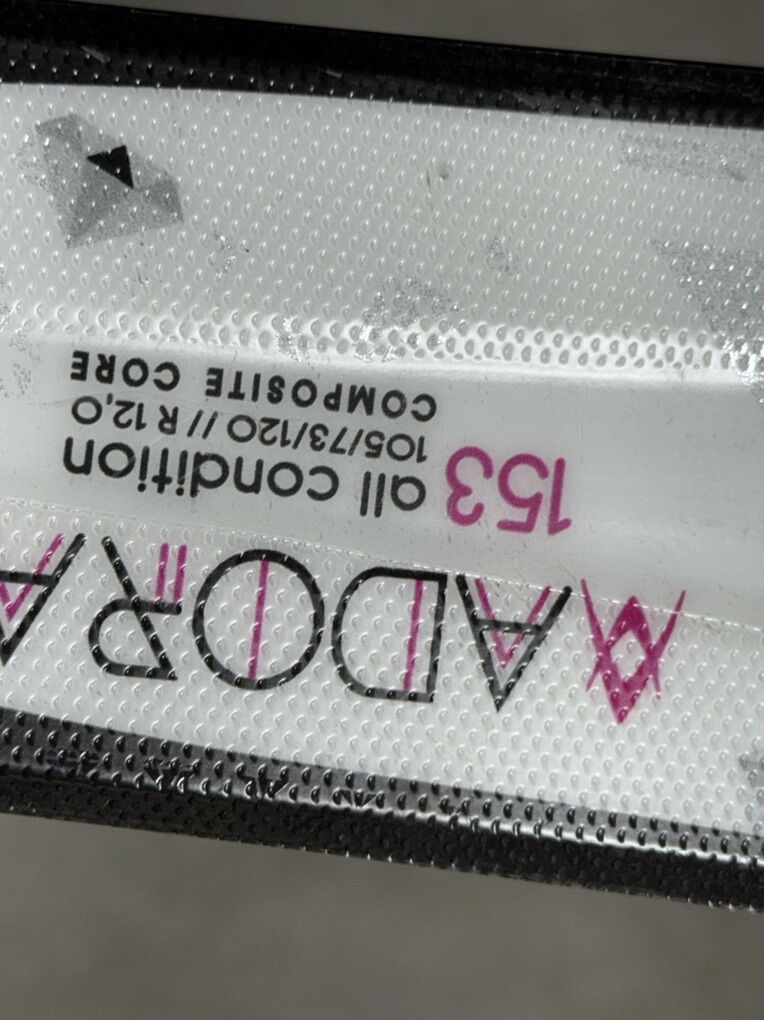 ADORA
153 all condition
105/73/120 // R 12,0
COMPOSITE CORE